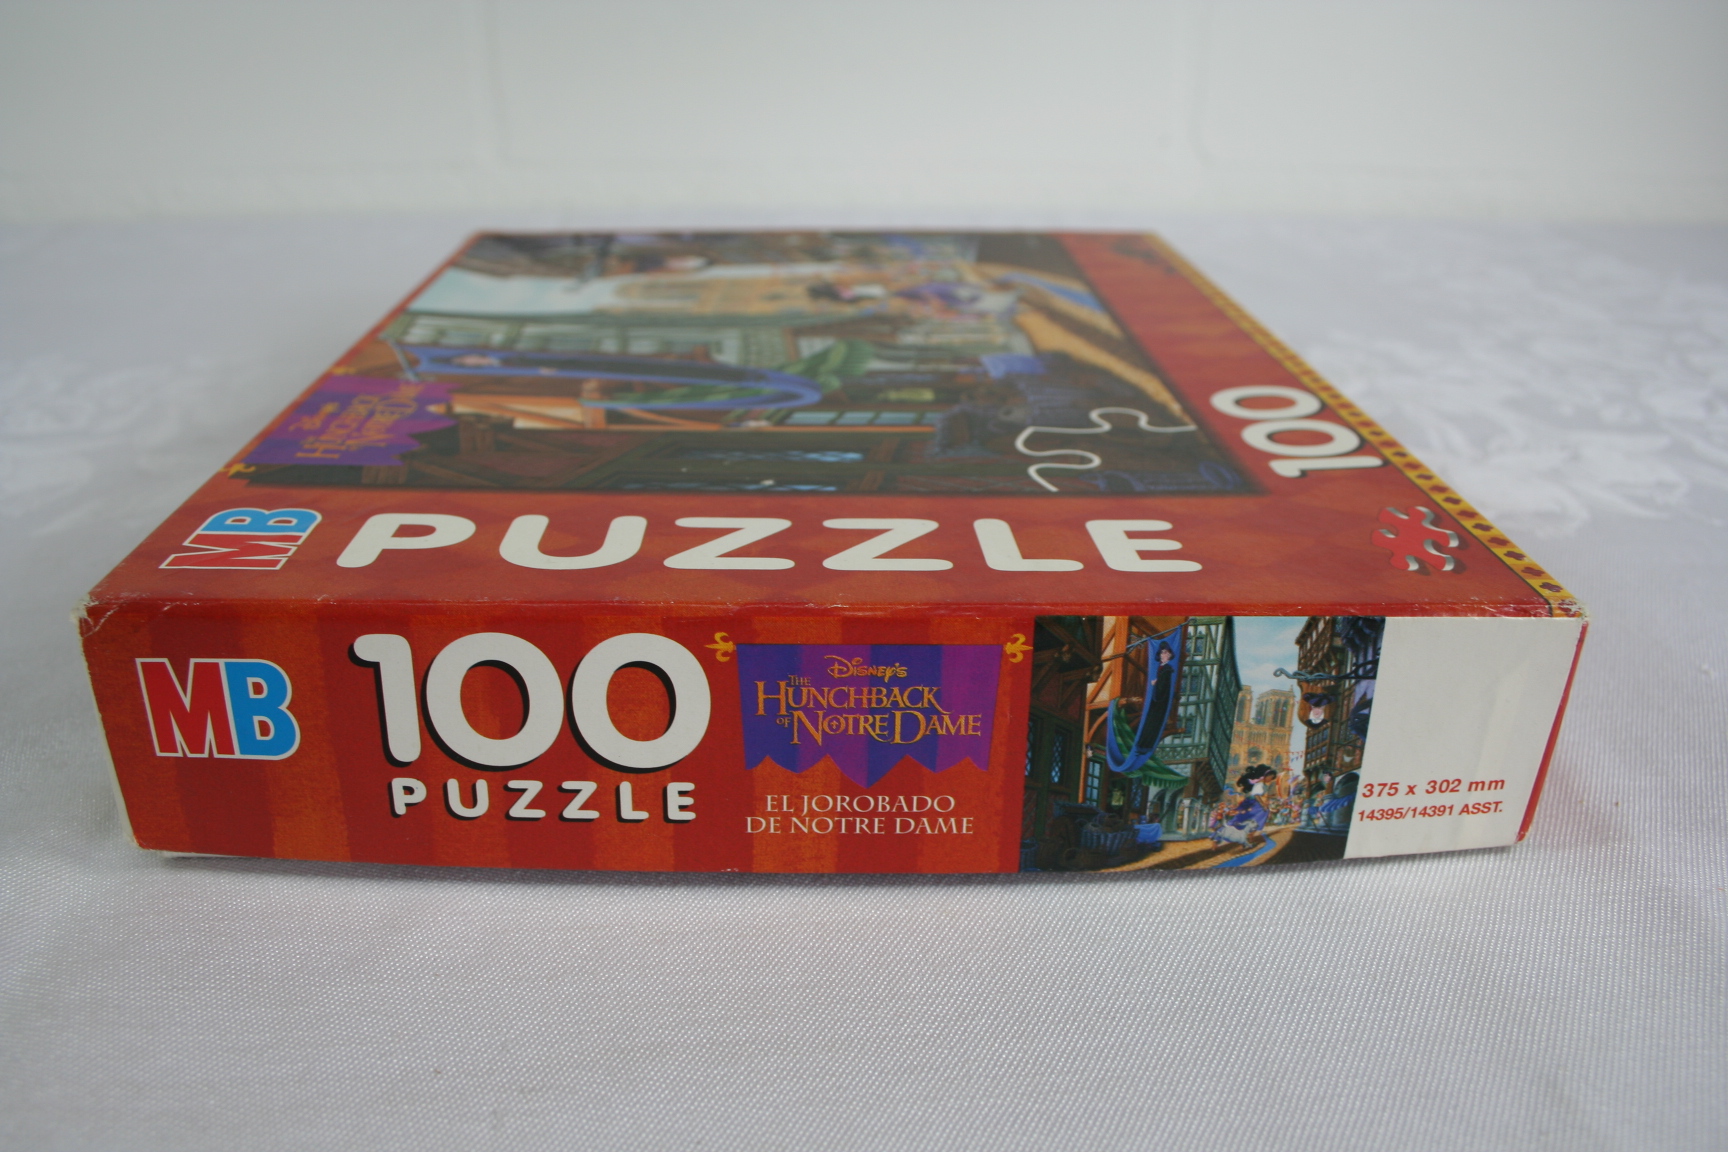 Disney's
THE
HUNCHBACK
OF NOTRE DAME
100
MB PUZZLE
MB
100
PUZZLE
Disney's
THE
HUNCHBACK
OF NOTRE DAME
EL JOROBADO
DE NOTRE DAME
375 x 302 mm
14395/14391 ASST.